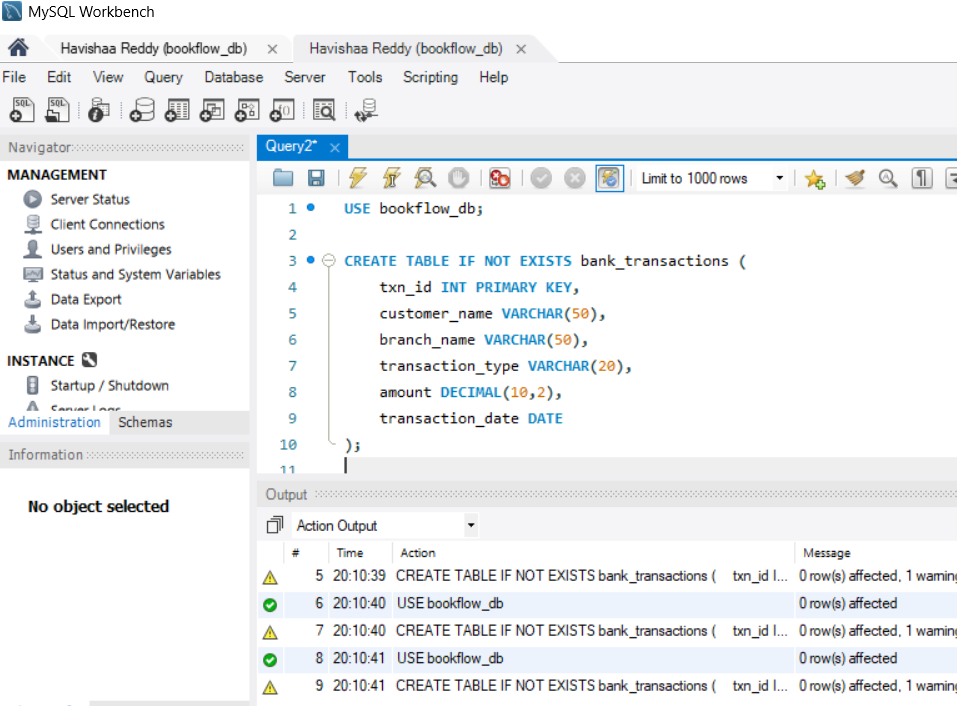 MySQL Workbench
Havishaa Reddy (bookflow_db) × Havishaa Reddy (bookflow_db) ×
File Edit View Query Database Server Tools Scripting Help
Navigator
MANAGEMENT
Server Status
Client Connections
Users and Privileges
Status and System Variables
Data Export
Data Import/Restore
INSTANCE
Startup / Shutdown
Server Logs
Administration Schemas
Information
No object selected
Query2* ×
Limit to 1000 rows
1 USE bookflow_db;
2
3 CREATE TABLE IF NOT EXISTS bank_transactions (
4 txn_id INT PRIMARY KEY,
5 customer_name VARCHAR(50),
6 branch_name VARCHAR(50),
7 transaction_type VARCHAR(20),
8 amount DECIMAL(10,2),
9 transaction_date DATE
10 );
11
Output
Action Output
# Time Action Message
5 20:10:39 CREATE TABLE IF NOT EXISTS bank_transactions ( txn_id I... 0 row(s) affected, 1 warning
6 20:10:40 USE bookflow_db 0 row(s) affected
7 20:10:40 CREATE TABLE IF NOT EXISTS bank_transactions ( txn_id I... 0 row(s) affected, 1 warning
8 20:10:41 USE bookflow_db 0 row(s) affected
9 20:10:41 CREATE TABLE IF NOT EXISTS bank_transactions ( txn_id I... 0 row(s) affected, 1 warning